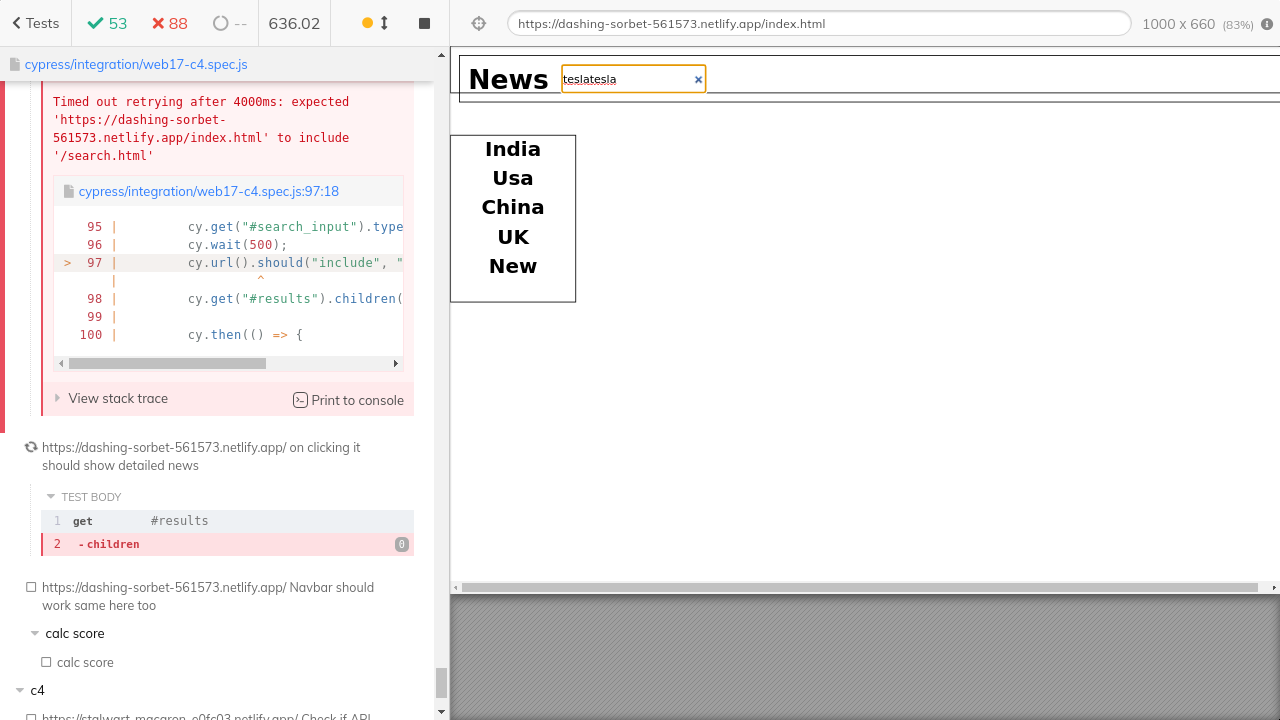 Tests 53 88 -- 636.02
https://dashing-sorbet-561573.netlify.app/index.html 1000 x 660 (83%)
cypress/integration/web17-c4.spec.js
Timed out retrying after 4000ms: expected
'https://dashing-sorbet-
561573.netlify.app/index.html' to include
'/search.html'
cypress/integration/web17-c4.spec.js:97:18
95 | cy.get("#search_input").type
96 | cy.wait(500);
> 97 | cy.url().should("include", "
| ^
98 | cy.get("#results").children(
99 |
100 | cy.then(() => {
View stack trace Print to console
https://dashing-sorbet-561573.netlify.app/ on clicking it
should show detailed news
TEST BODY
1 get #results
2 -children 0
https://dashing-sorbet-561573.netlify.app/ Navbar should
work same here too
calc score
calc score
c4
https://stalwart-macaron-e0fc03.netlify.app/ Check if API
News teslatesla
India
Usa
China
UK
New